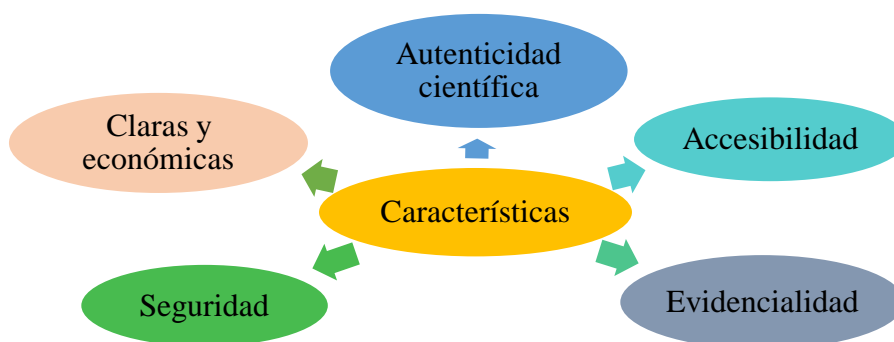 Autenticidad
científica
Claras y
económicas
Accesibilidad
Características
Seguridad
Evidencialidad